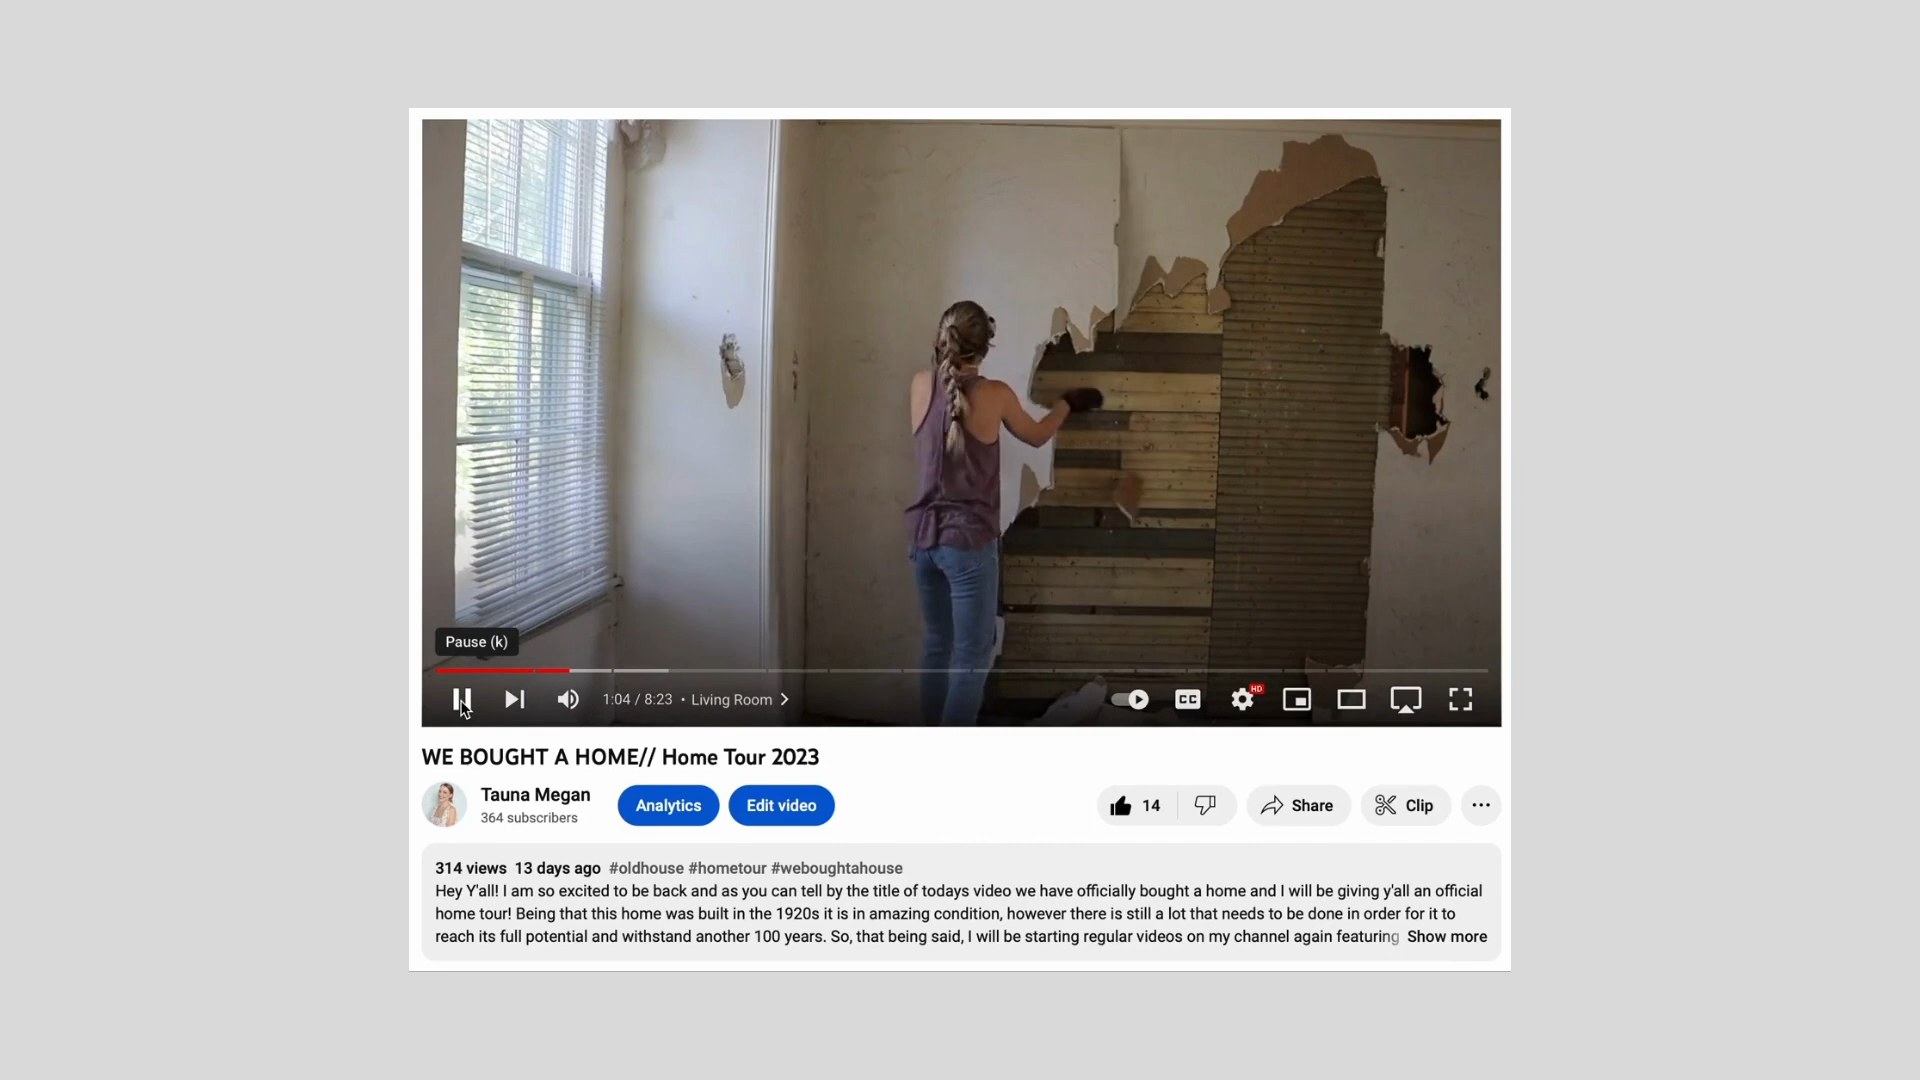 Pause (k)
1:04 / 8:23 • Living Room
CC
HD
WE BOUGHT A HOME// Home Tour 2023
Tauna Megan
364 subscribers
Analytics
Edit video
14
Share
Clip
314 views 13 days ago #oldhouse #hometour #weboughtahouse
Hey Y'all! I am so excited to be back and as you can tell by the title of todays video we have officially bought a home and I will be giving y'all an official
home tour! Being that this home was built in the 1920s it is in amazing condition, however there is still a lot that needs to be done in order for it to
reach its full potential and withstand another 100 years. So, that being said, I will be starting regular videos on my channel again featuring Show more